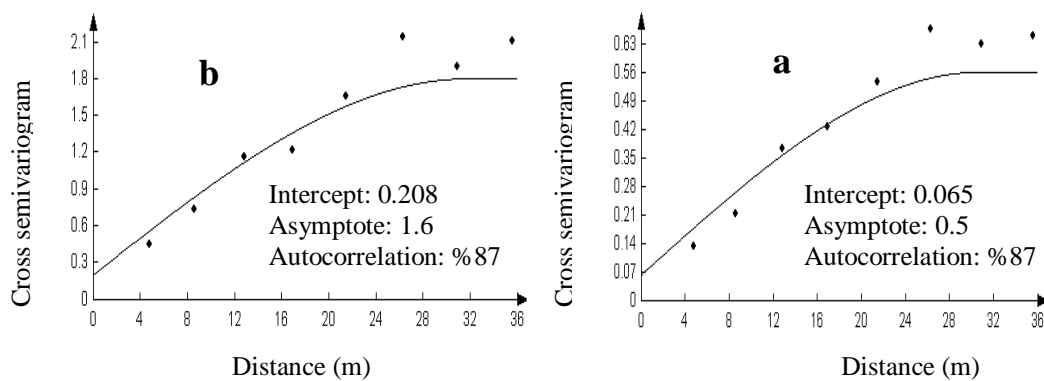 Cross semivariogram
2.1
1.8
1.5
1.2
0.9
0.6
0.3
0
b
Intercept: 0.208
Asymptote: 1.6
Autocorrelation: %87
0 4 8 12 16 20 24 28 32 36
Distance (m)
Cross semivariogram
0.63
0.56
0.49
0.42
0.35
0.28
0.21
0.14
0.07
0
a
Intercept: 0.065
Asymptote: 0.5
Autocorrelation: %87
0 4 8 12 16 20 24 28 32 36
Distance (m)